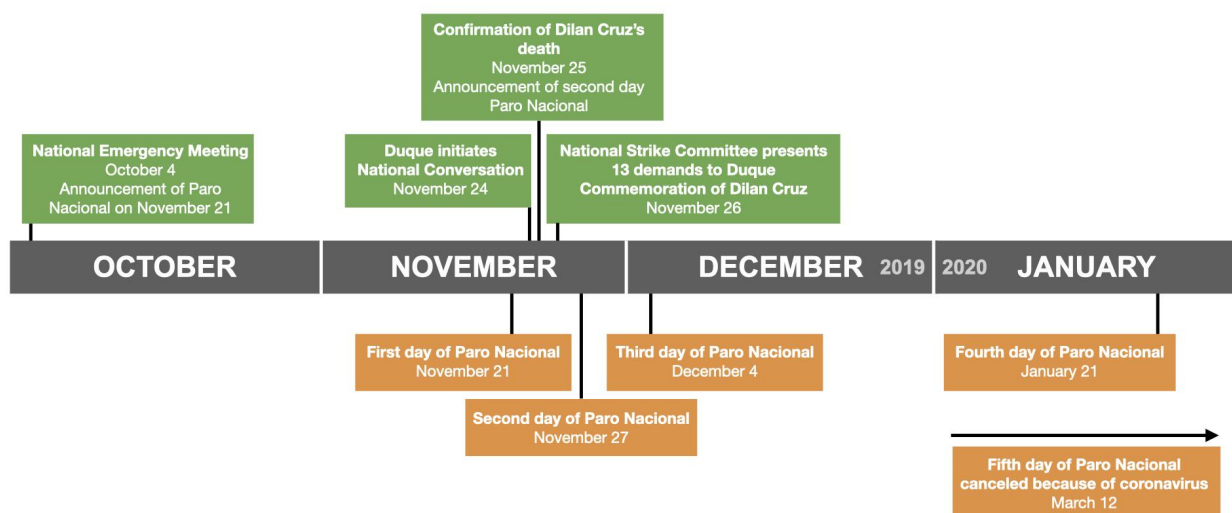 Confirmation of Dilan Cruz's
death
November 25
Announcement of second day
Paro Nacional
National Emergency Meeting
October 4
Announcement of Paro
Nacional on November 21
Duque initiates
National Conversation
November 24
National Strike Committee presents
13 demands to Duque
Commemoration of Dilan Cruz
November 26
OCTOBER
NOVEMBER
DECEMBER 2019
2020 JANUARY
First day of Paro Nacional
November 21
Third day of Paro Nacional
December 4
Fourth day of Paro Nacional
January 21
Second day of Paro Nacional
November 27
Fifth day of Paro Nacional
canceled because of coronavirus
March 12